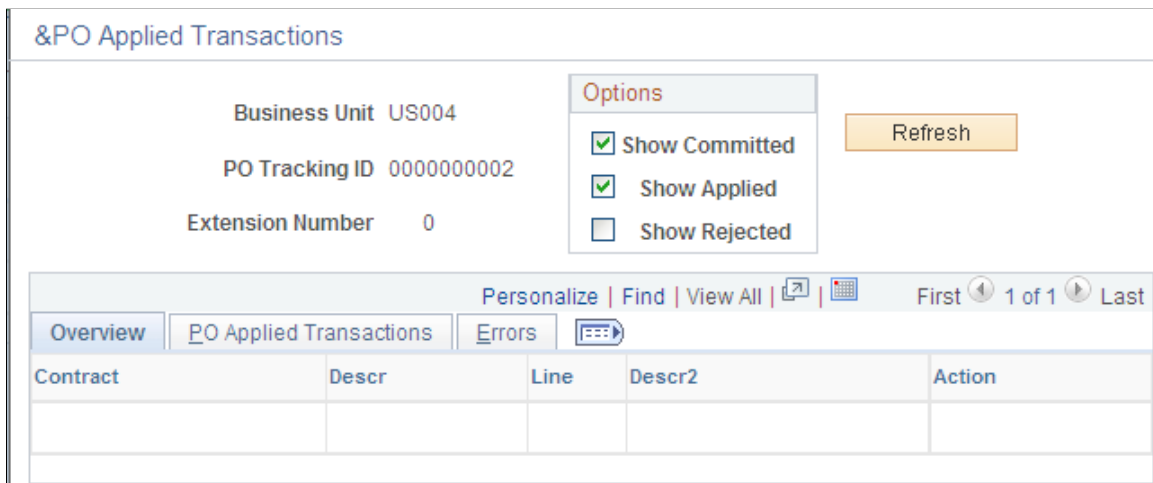 &PO Applied Transactions
Business Unit US004
PO Tracking ID 0000000002
Extension Number 0
Options
Show Committed
Show Applied
Show Rejected
Refresh
Personalize | Find | View All | | First 1 of 1 Last
Overview PO Applied Transactions Errors
Contract Descr Line Descr2 Action